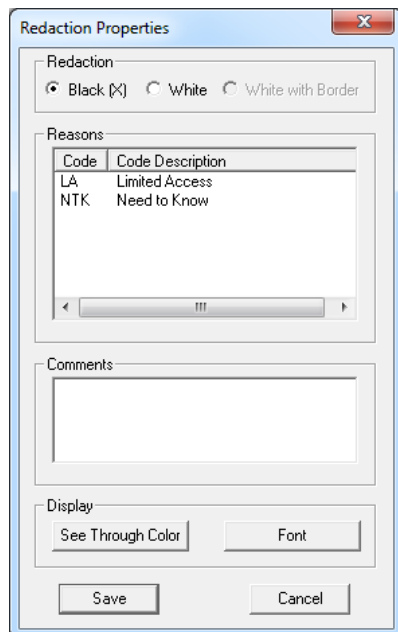 Redaction Properties
Redaction
Black (X) White White with Border
Reasons
Code Code Description
LA Limited Access
NTK Need to Know
Comments
Display
See Through Color Font
Save Cancel